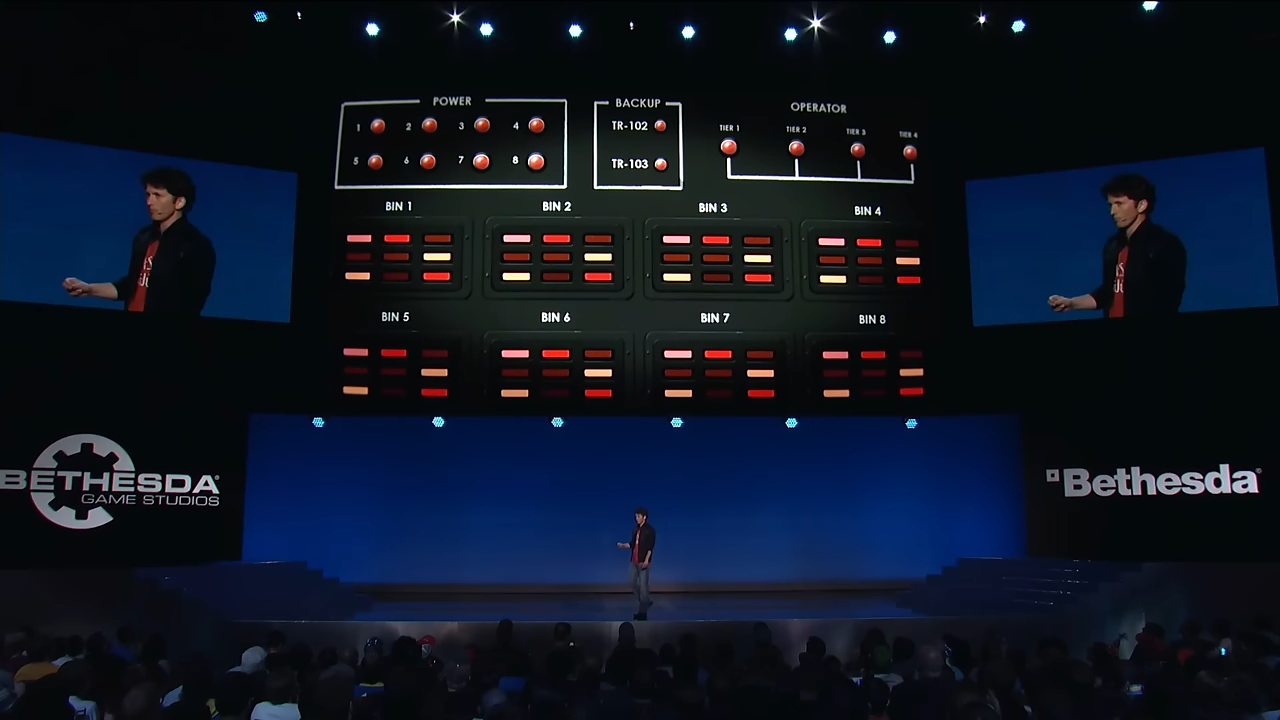 POWER
1 2 3 4
5 6 7 8
BACKUP
TR-102
TR-103
OPERATOR
TIER 1 TIER 2 TIER 3 TIER 4
BIN 1 BIN 2 BIN 3 BIN 4
BIN 5 BIN 6 BIN 7 BIN 8
BETHESDA®
GAME STUDIOS
Bethesda®